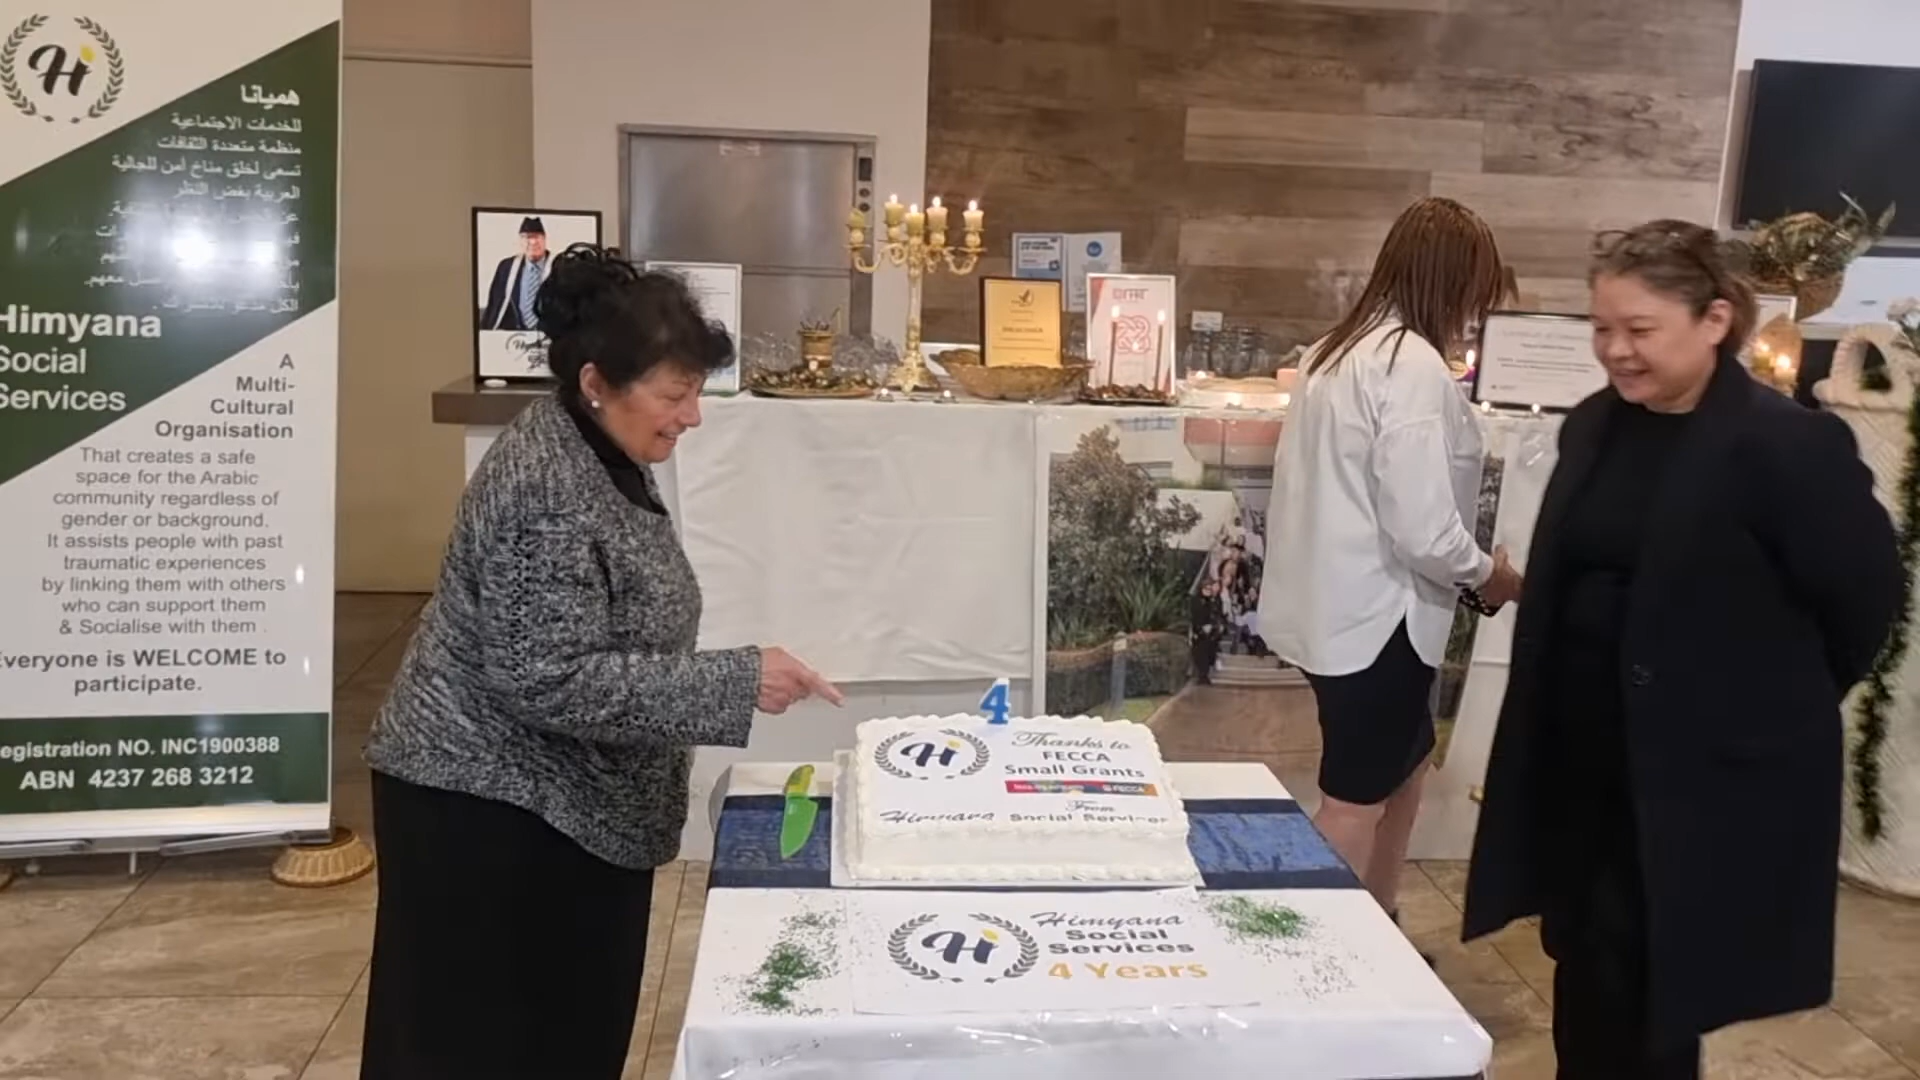 Hi
هميانا
للخدمات الاجتماعية
منظمة متعددة الثقافات
تسعى لخلق مناخ آمن للجالية
العربية بغض النظر
Himyana
Social
Services
A
Multi-
Cultural
Organisation
That creates a safe
space for the Arabic
community regardless of
gender or background.
It assists people with past
traumatic experiences
by linking them with others
who can support them
& Socialise with them .
Everyone is WELCOME to
participate.
egistration NO. INC1900388
ABN 4237 268 3212
4
Hi
Thanks to
FECCA
Small Grants
FECCA
From
Himyana Social Services
Hi
Himyana
Social
Services
4 Years